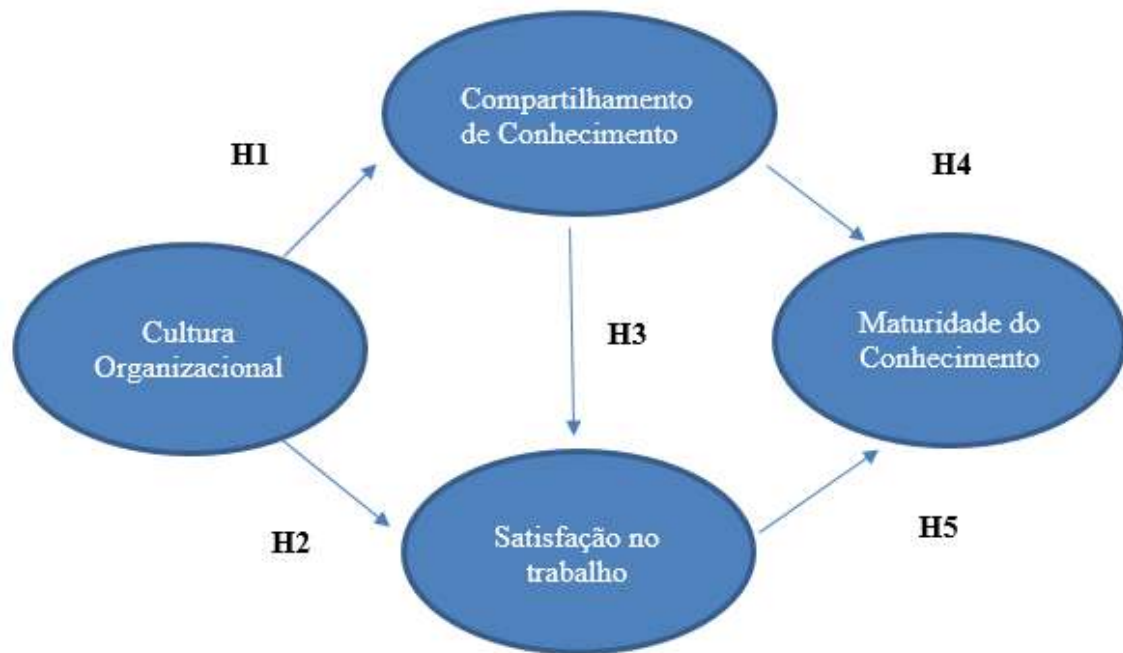 Compartilhamento
de Conhecimento
H1
H4
Cultura
Organizacional
H3
Maturidade do
Conhecimento
H2
Satisfação no
trabalho
H5